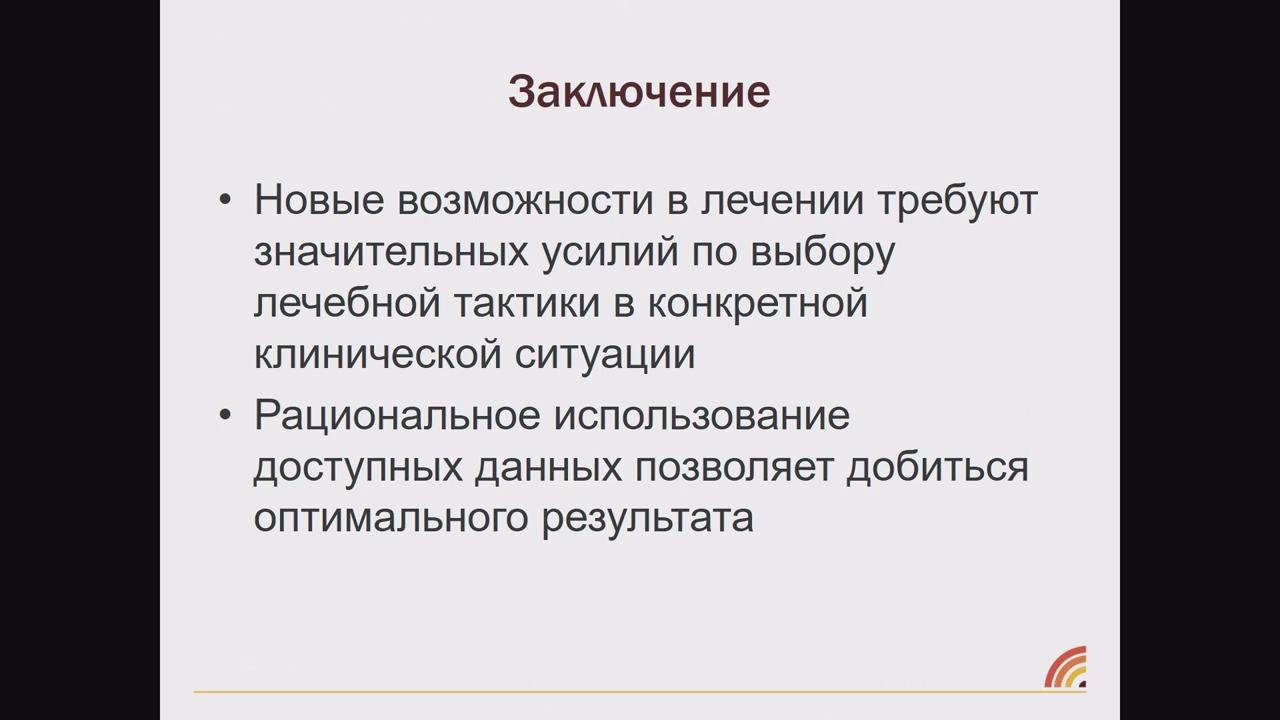 Заключение
• Новые возможности в лечении требуют
значительных усилий по выбору
лечебной тактики в конкретной
клинической ситуации
• Рациональное использование
доступных данных позволяет добиться
оптимального результата